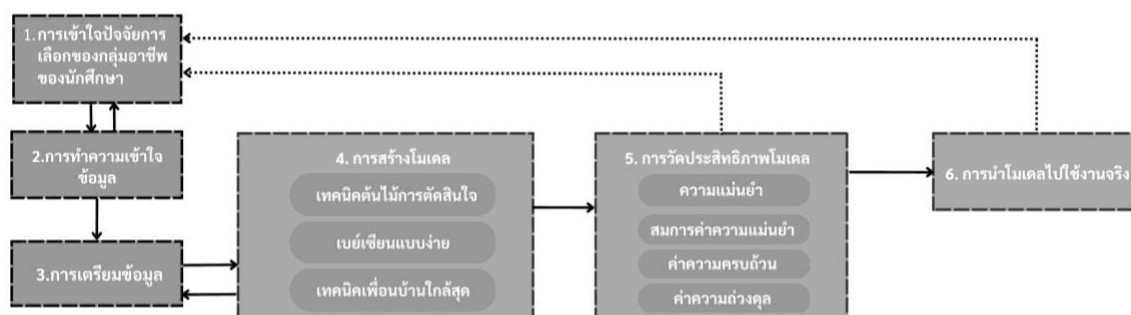 1. การเข้าใจปัจจัยการ
เลือกของกลุ่มอาชีพ
ของนักศึกษา
2.การทำความเข้าใจ
ข้อมูล
3.การเตรียมข้อมูล
4. การสร้างโมเดล
เทคนิคต้นไม้การตัดสินใจ
เบย์เซียนแบบง่าย
เทคนิคเพื่อนบ้านใกล้สุด
5. การวัดประสิทธิภาพโมเดล
ความแม่นยำ
สมการค่าความแม่นยำ
ค่าความครบถ้วน
ค่าความถ่วงดุล
6. การนำโมเดลไปใช้งานจริง